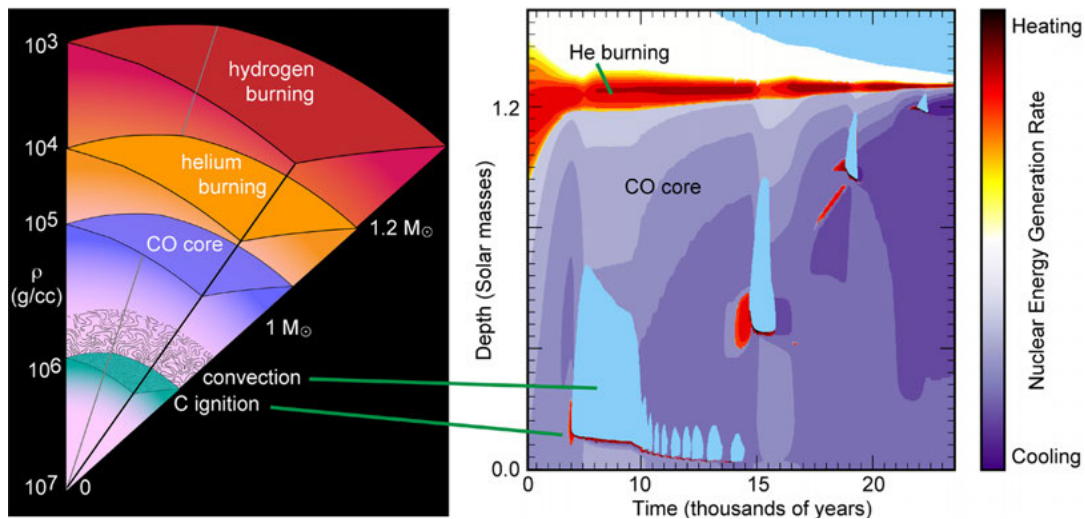 10³
hydrogen
burning
10⁴
helium
burning
1.2 M☉
10⁵
CO core
ρ
(g/cc)
1 M☉
10⁶
convection
C ignition
10⁷
0
He burning
1.2
CO core
Depth (Solar masses)
0.0
0
10
15
20
Time (thousands of years)
Heating
Nuclear Energy Generation Rate
Cooling